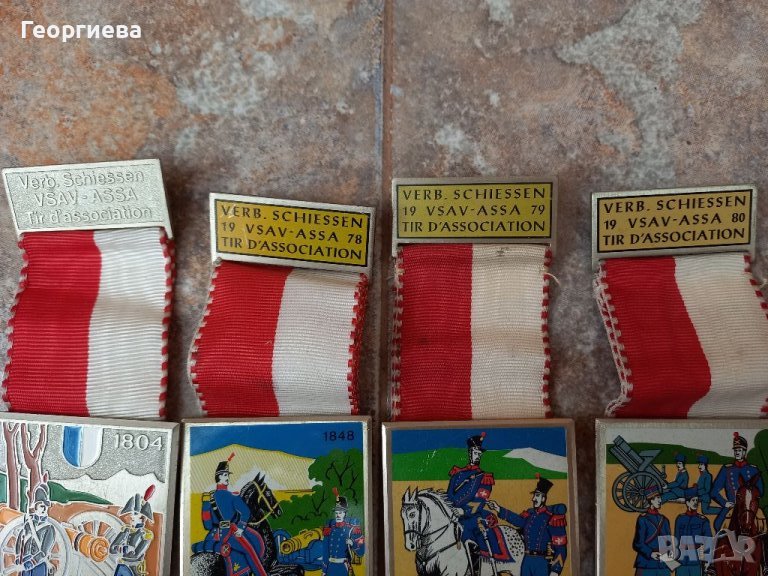 Георгиева
Verb. Schiessen
VSAV-ASSA
Tir d'association
VERB. SCHIESSEN
19 VSAV-ASSA 78
TIR D'ASSOCIATION
VERB. SCHIESSEN
19 VSAV-ASSA 79
TIR D'ASSOCIATION
VERB. SCHIESSEN
19 VSAV-ASSA 80
TIR D'ASSOCIATION
1804
1848
BAZAR